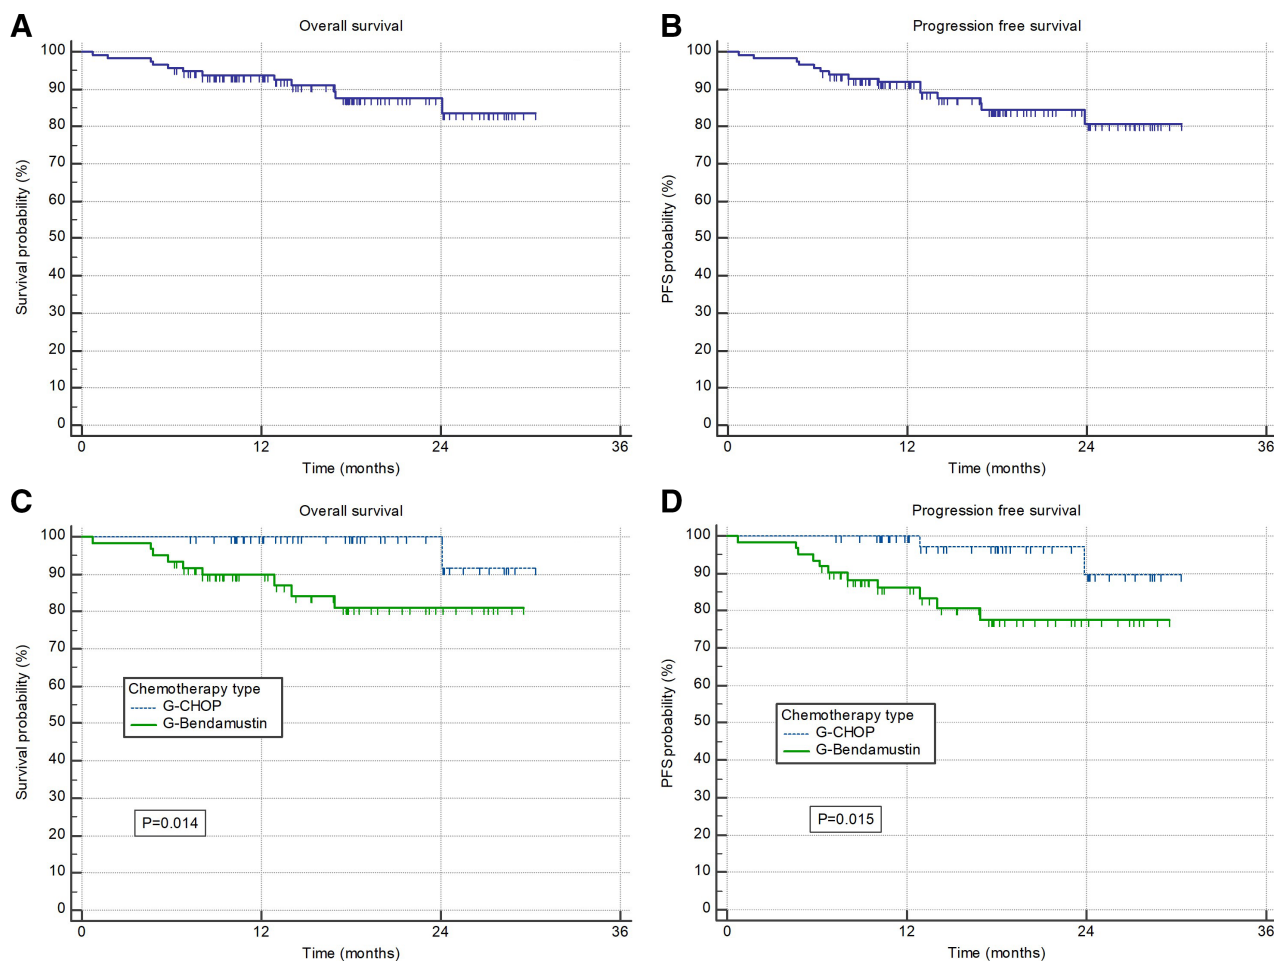 A
Overall survival
100
90
80
70
60
50
40
30
20
10
0
Survival probability (%)
0 12 24 36
Time (months)
B
Progression free survival
100
90
80
70
60
50
40
30
20
10
0
PFS probability (%)
0 12 24 36
Time (months)
C
Overall survival
100
90
80
70
60
50
40
30
20
10
0
Survival probability (%)
Chemotherapy type
G-CHOP
G-Bendamustin
P=0.014
0 12 24 36
Time (months)
D
Progression free survival
100
90
80
70
60
50
40
30
20
10
0
PFS probability (%)
Chemotherapy type
G-CHOP
G-Bendamustin
P=0.015
0 12 24 36
Time (months)